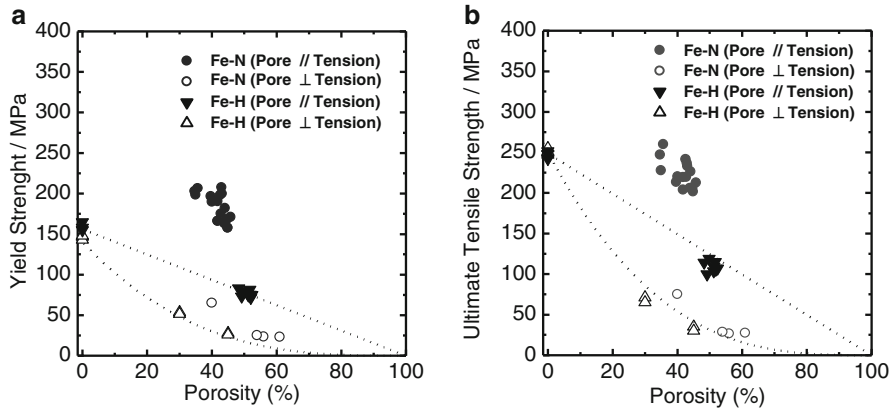 a
400
350
300
250
200
150
100
50
0
Yield Strenght / MPa
Fe-N (Pore // Tension)
Fe-N (Pore ⊥ Tension)
Fe-H (Pore // Tension)
Fe-H (Pore ⊥ Tension)
0 20 40 60 80 100
Porosity (%)
b
400
350
300
250
200
150
100
50
0
Ultimate Tensile Strength / MPa
Fe-N (Pore // Tension)
Fe-N (Pore ⊥ Tension)
Fe-H (Pore // Tension)
Fe-H (Pore ⊥ Tension)
0 20 40 60 80 100
Porosity (%)